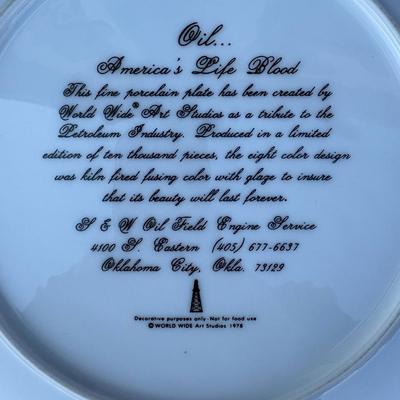 Oil...
America's Life Blood
This fine porcelain plate has been created by
World Wide® Art Studios as a tribute to the
Petroleum Industry. Produced in a limited
edition of ten thousand pieces, the eight color design
was kiln fired fusing color with glaze to insure
that its beauty will last forever.
S & W Oil Field Engine Service
4100 S. Eastern (405) 677-6637
Oklahoma City, Okla. 73129
Decorative purposes only - Not for food use
© WORLD WIDE Art Studios 1978